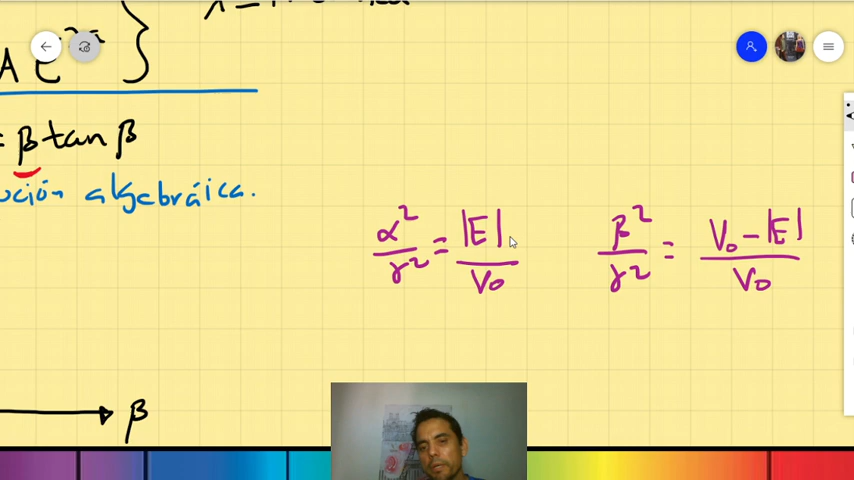 = β tan β
ución algebráica.
α²/γ² = |E|/V₀
β²/γ² = V₀-|E|/V₀
β